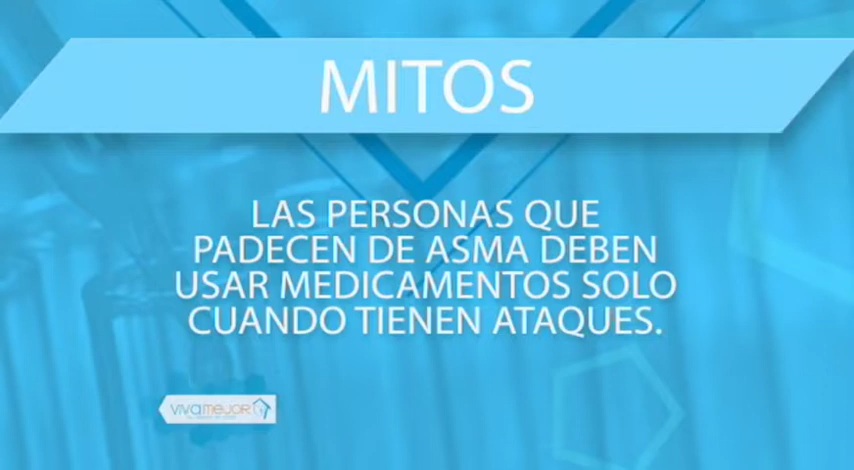 MITOS
LAS PERSONAS QUE
PADECEN DE ASMA DEBEN
USAR MEDICAMENTOS SOLO
CUANDO TIENEN ATAQUES.
vivamejor